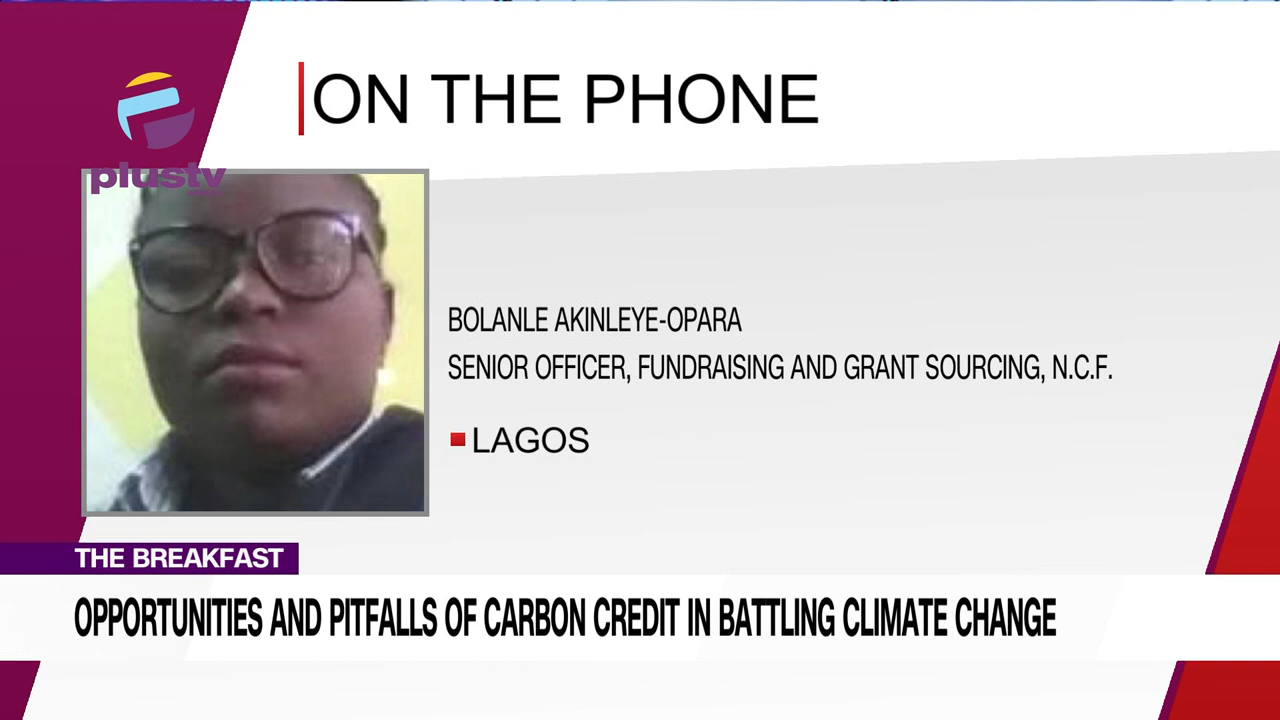 ON THE PHONE
plustv
BOLANLE AKINLEYE-OPARA
SENIOR OFFICER, FUNDRAISING AND GRANT SOURCING, N.C.F.
LAGOS
THE BREAKFAST
OPPORTUNITIES AND PITFALLS OF CARBON CREDIT IN BATTLING CLIMATE CHANGE